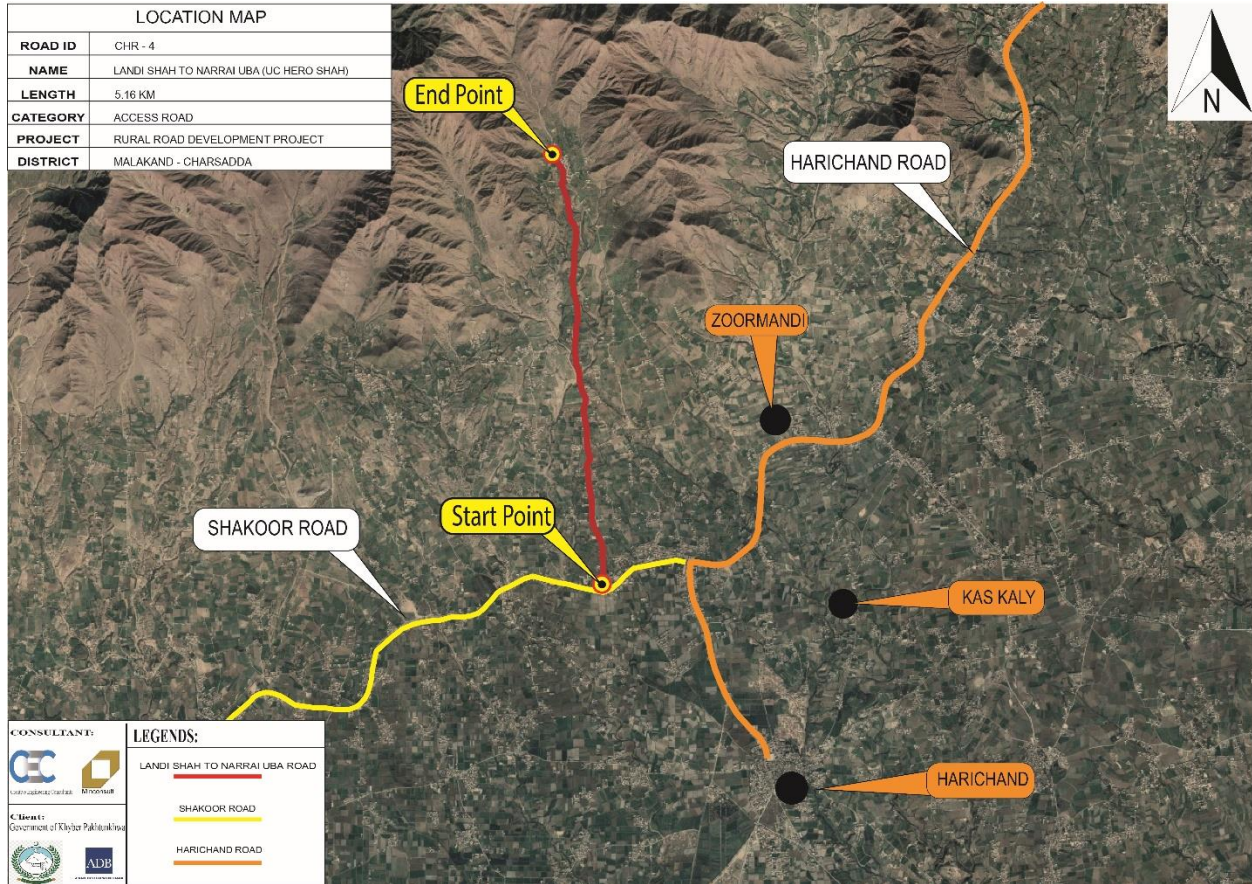 LOCATION MAP
ROAD ID CHR - 4
NAME LANDI SHAH TO NARRAI UBA (UC HERO SHAH)
LENGTH 5.16 KM
CATEGORY ACCESS ROAD
PROJECT RURAL ROAD DEVELOPMENT PROJECT
DISTRICT MALAKAND - CHARSADDA
N
End Point
HARICHAND ROAD
ZOORMANDI
Start Point
SHAKOOR ROAD
KAS KALY
HARICHAND
CONSULTANT:
CEC
Minconsult
Client:
Government of Khyber Pakhtunkhwa
ADB
LEGENDS:
LANDI SHAH TO NARRAI UBA ROAD
SHAKOOR ROAD
HARICHAND ROAD